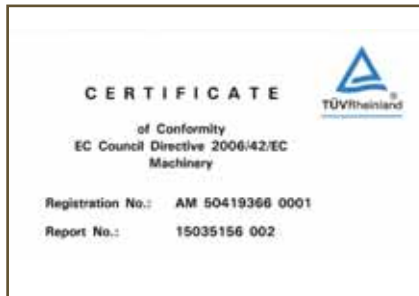 CERTIFICATE
TÜVRheinland®
of Conformity
EC Council Directive 2006/42/EC
Machinery
Registration No.: AM 50419366 0001
Report No.: 15035156 002